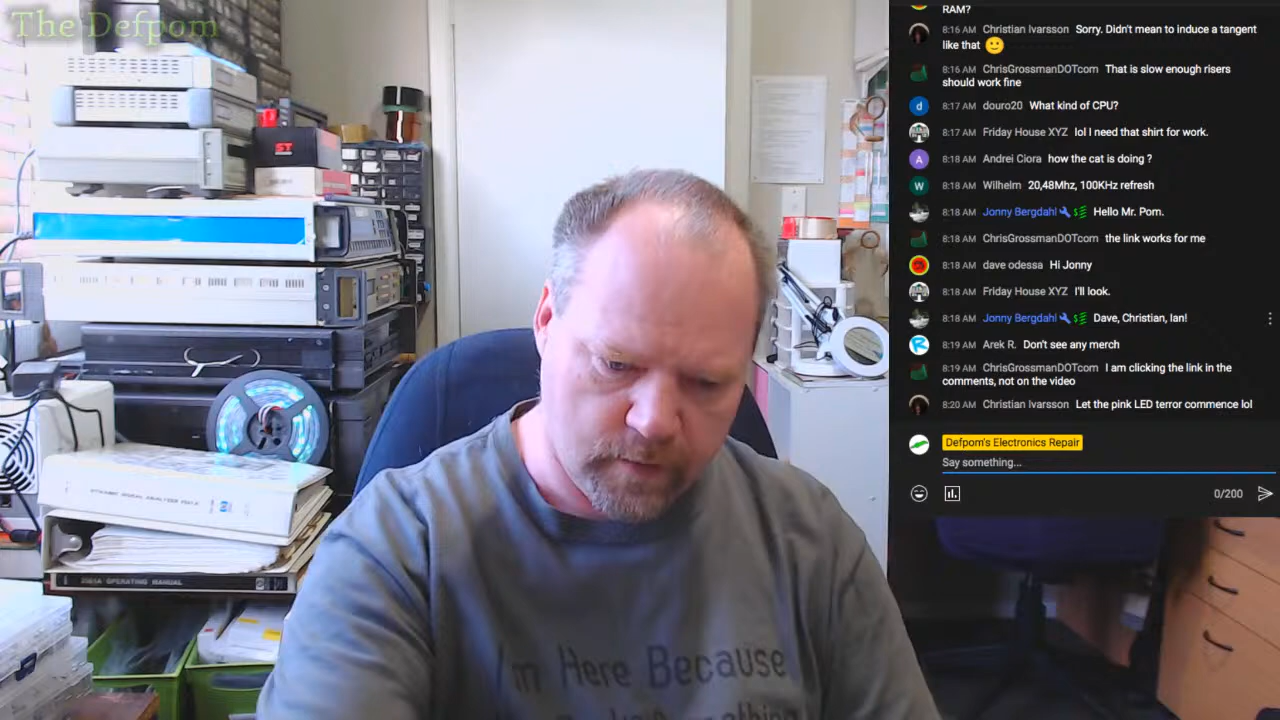 The Defpom
ST
DYNAMIC SIGNAL ANALYZER
OPERATING MANUAL
I'm Here Because
RAM?
8:16 AM Christian Ivarsson Sorry. Didn't mean to induce a tangent
like that 🙂
8:16 AM ChrisGrossmanDOTcom That is slow enough risers
should work fine
8:17 AM douro20 What kind of CPU?
8:17 AM Friday House XYZ lol I need that shirt for work.
8:18 AM Andrei Ciora how the cat is doing ?
8:18 AM Wilhelm 20,48Mhz, 100KHz refresh
8:18 AM Jonny Bergdahl Hello Mr. Pom.
8:18 AM ChrisGrossmanDOTcom the link works for me
8:18 AM dave odessa Hi Jonny
8:18 AM Friday House XYZ I'll look.
8:18 AM Jonny Bergdahl Dave, Christian, Ian!
8:19 AM Arek R. Don't see any merch
8:19 AM ChrisGrossmanDOTcom I am clicking the link in the
comments, not on the video
8:20 AM Christian Ivarsson Let the pink LED terror commence lol
Defpom's Electronics Repair
Say something...
0/200